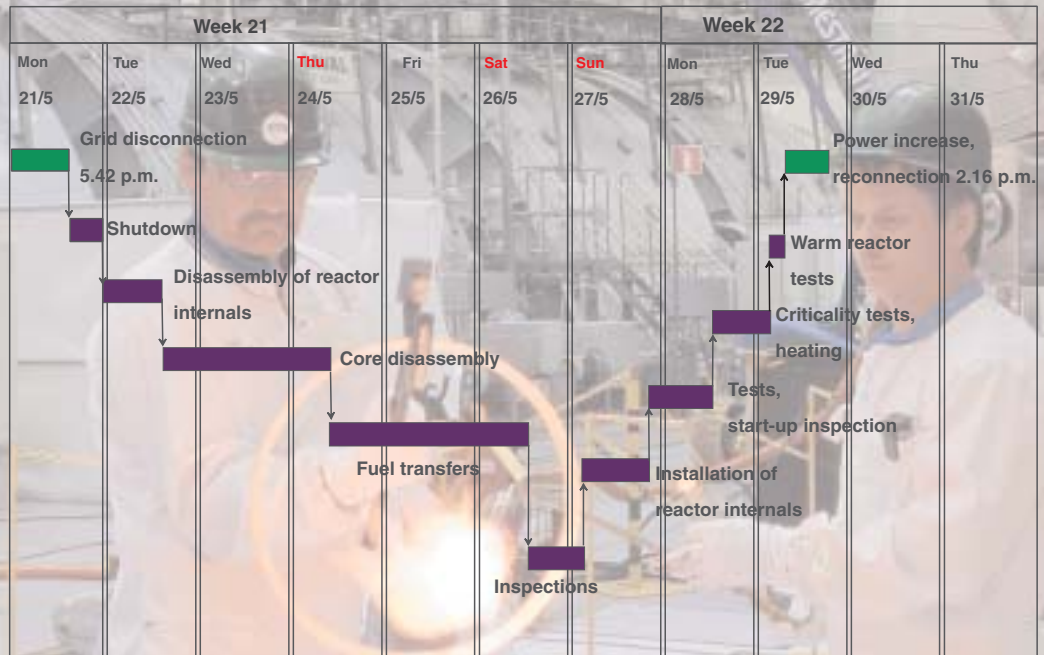 Week 21
Week 22
Mon
Tue
Wed
Thu
Fri
Sat
Sun
Mon
Tue
Wed
Thu
21/5
22/5
23/5
24/5
25/5
26/5
27/5
28/5
29/5
30/5
31/5
Grid disconnection
5.42 p.m.
Power increase,
reconnection 2.16 p.m.
Shutdown
Warm reactor
tests
Disassembly of reactor
internals
Criticality tests,
heating
Core disassembly
Tests,
start-up inspection
Fuel transfers
Installation of
reactor internals
Inspections